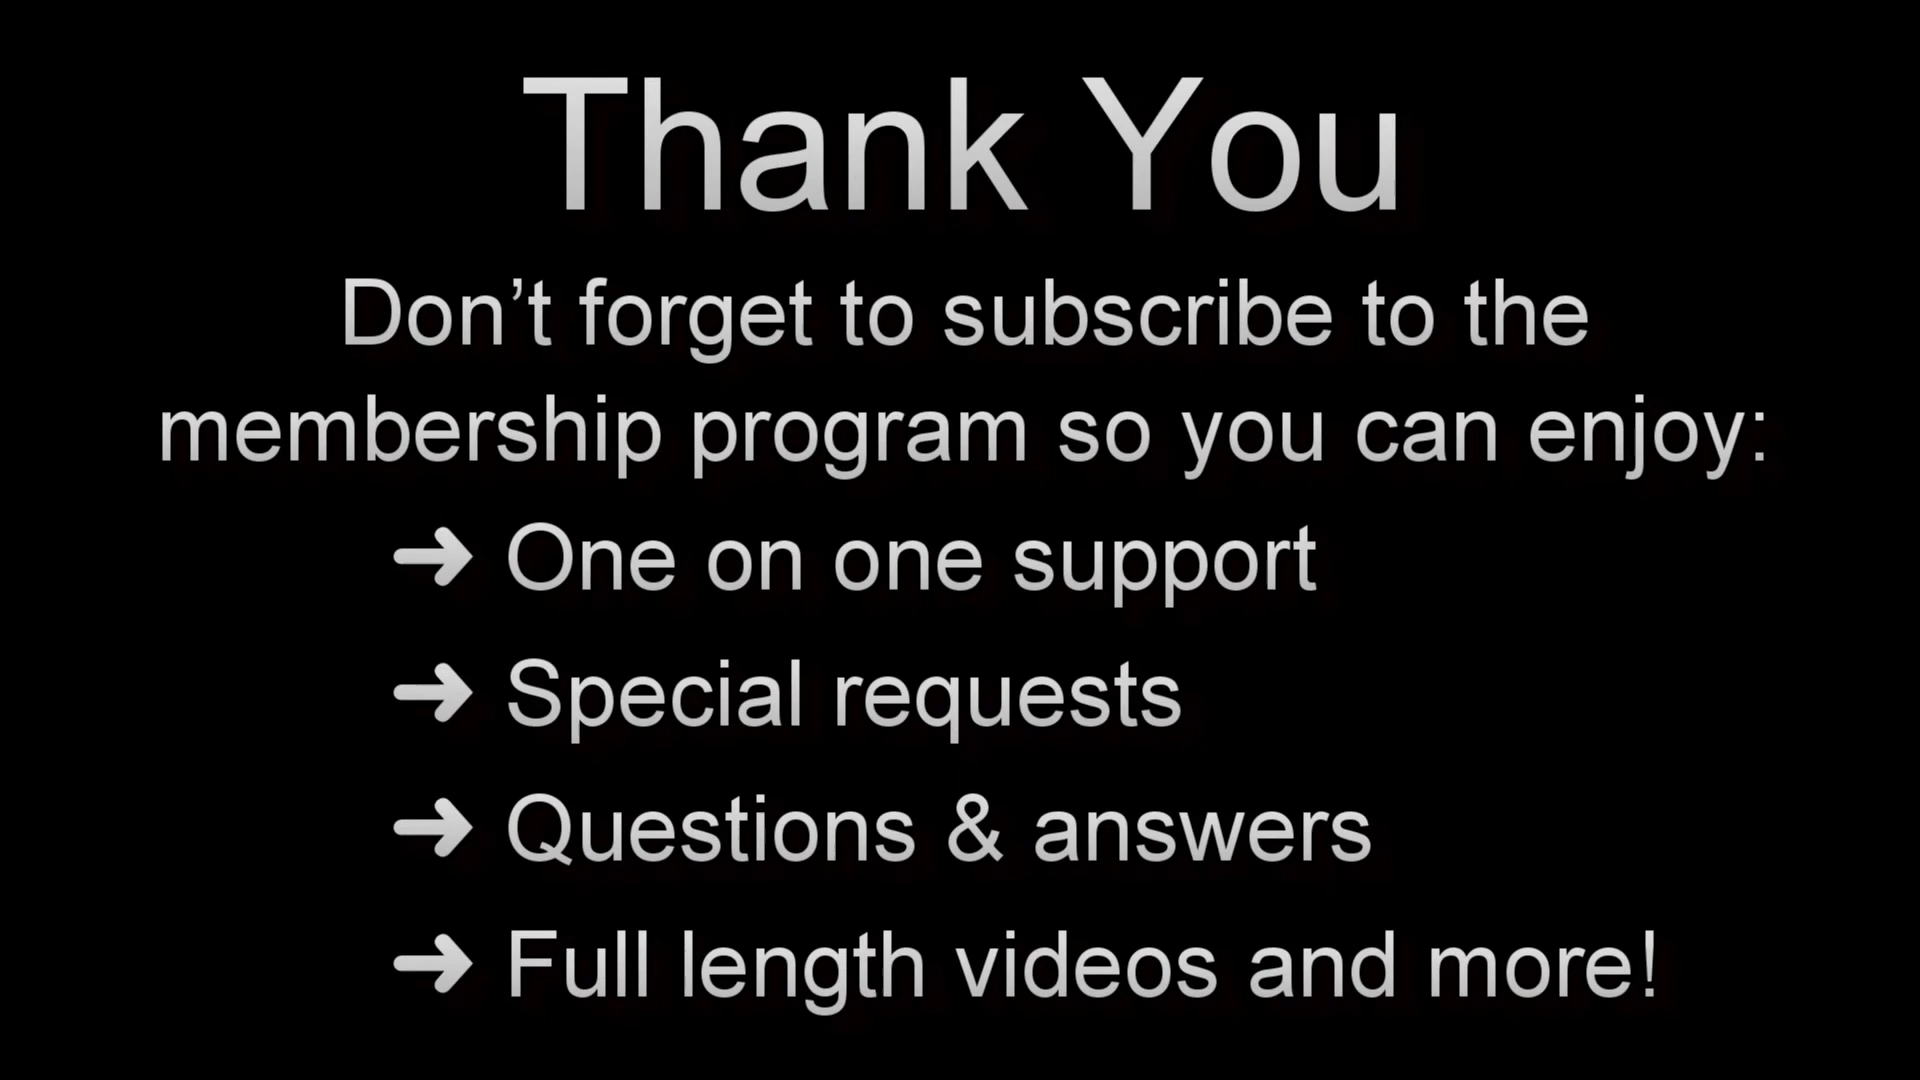 Thank You
Don’t forget to subscribe to the
membership program so you can enjoy:
➜ One on one support
➜ Special requests
➜ Questions & answers
➜ Full length videos and more!